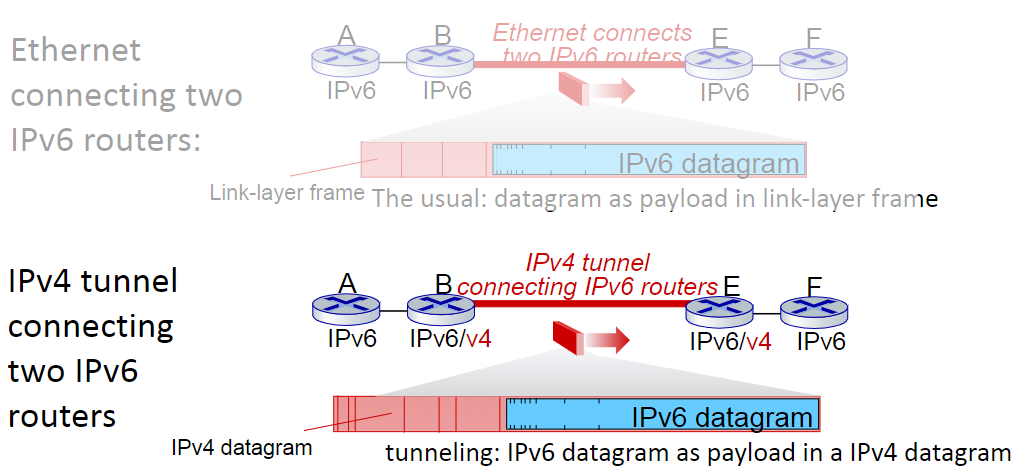 Ethernet
connecting two
IPv6 routers:
A
B
Ethernet connects
two IPv6 routers
E
F
IPv6
IPv6
IPv6
IPv6
IPv6 datagram
Link-layer frame
The usual: datagram as payload in link-layer frame
IPv4 tunnel
connecting
two IPv6
routers
A
B
IPv4 tunnel
connecting IPv6 routers
E
F
IPv6
IPv6/v4
IPv6/v4
IPv6
IPv6 datagram
IPv4 datagram
tunneling: IPv6 datagram as payload in a IPv4 datagram